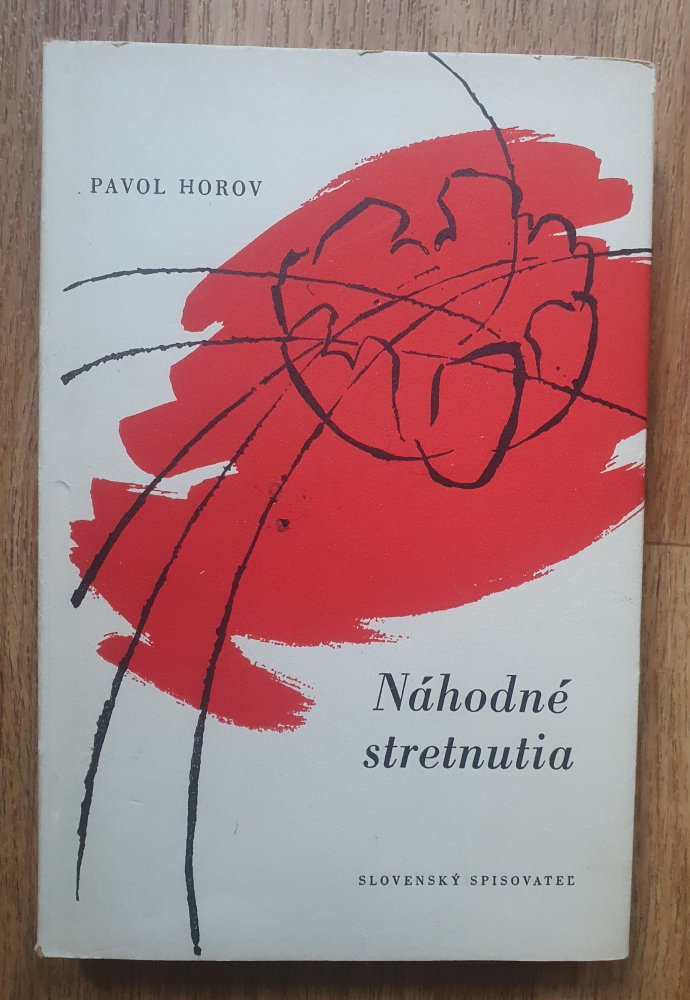 PAVOL HOROV
Náhodné
stretnutia
SLOVENSKÝ SPISOVATEĽ